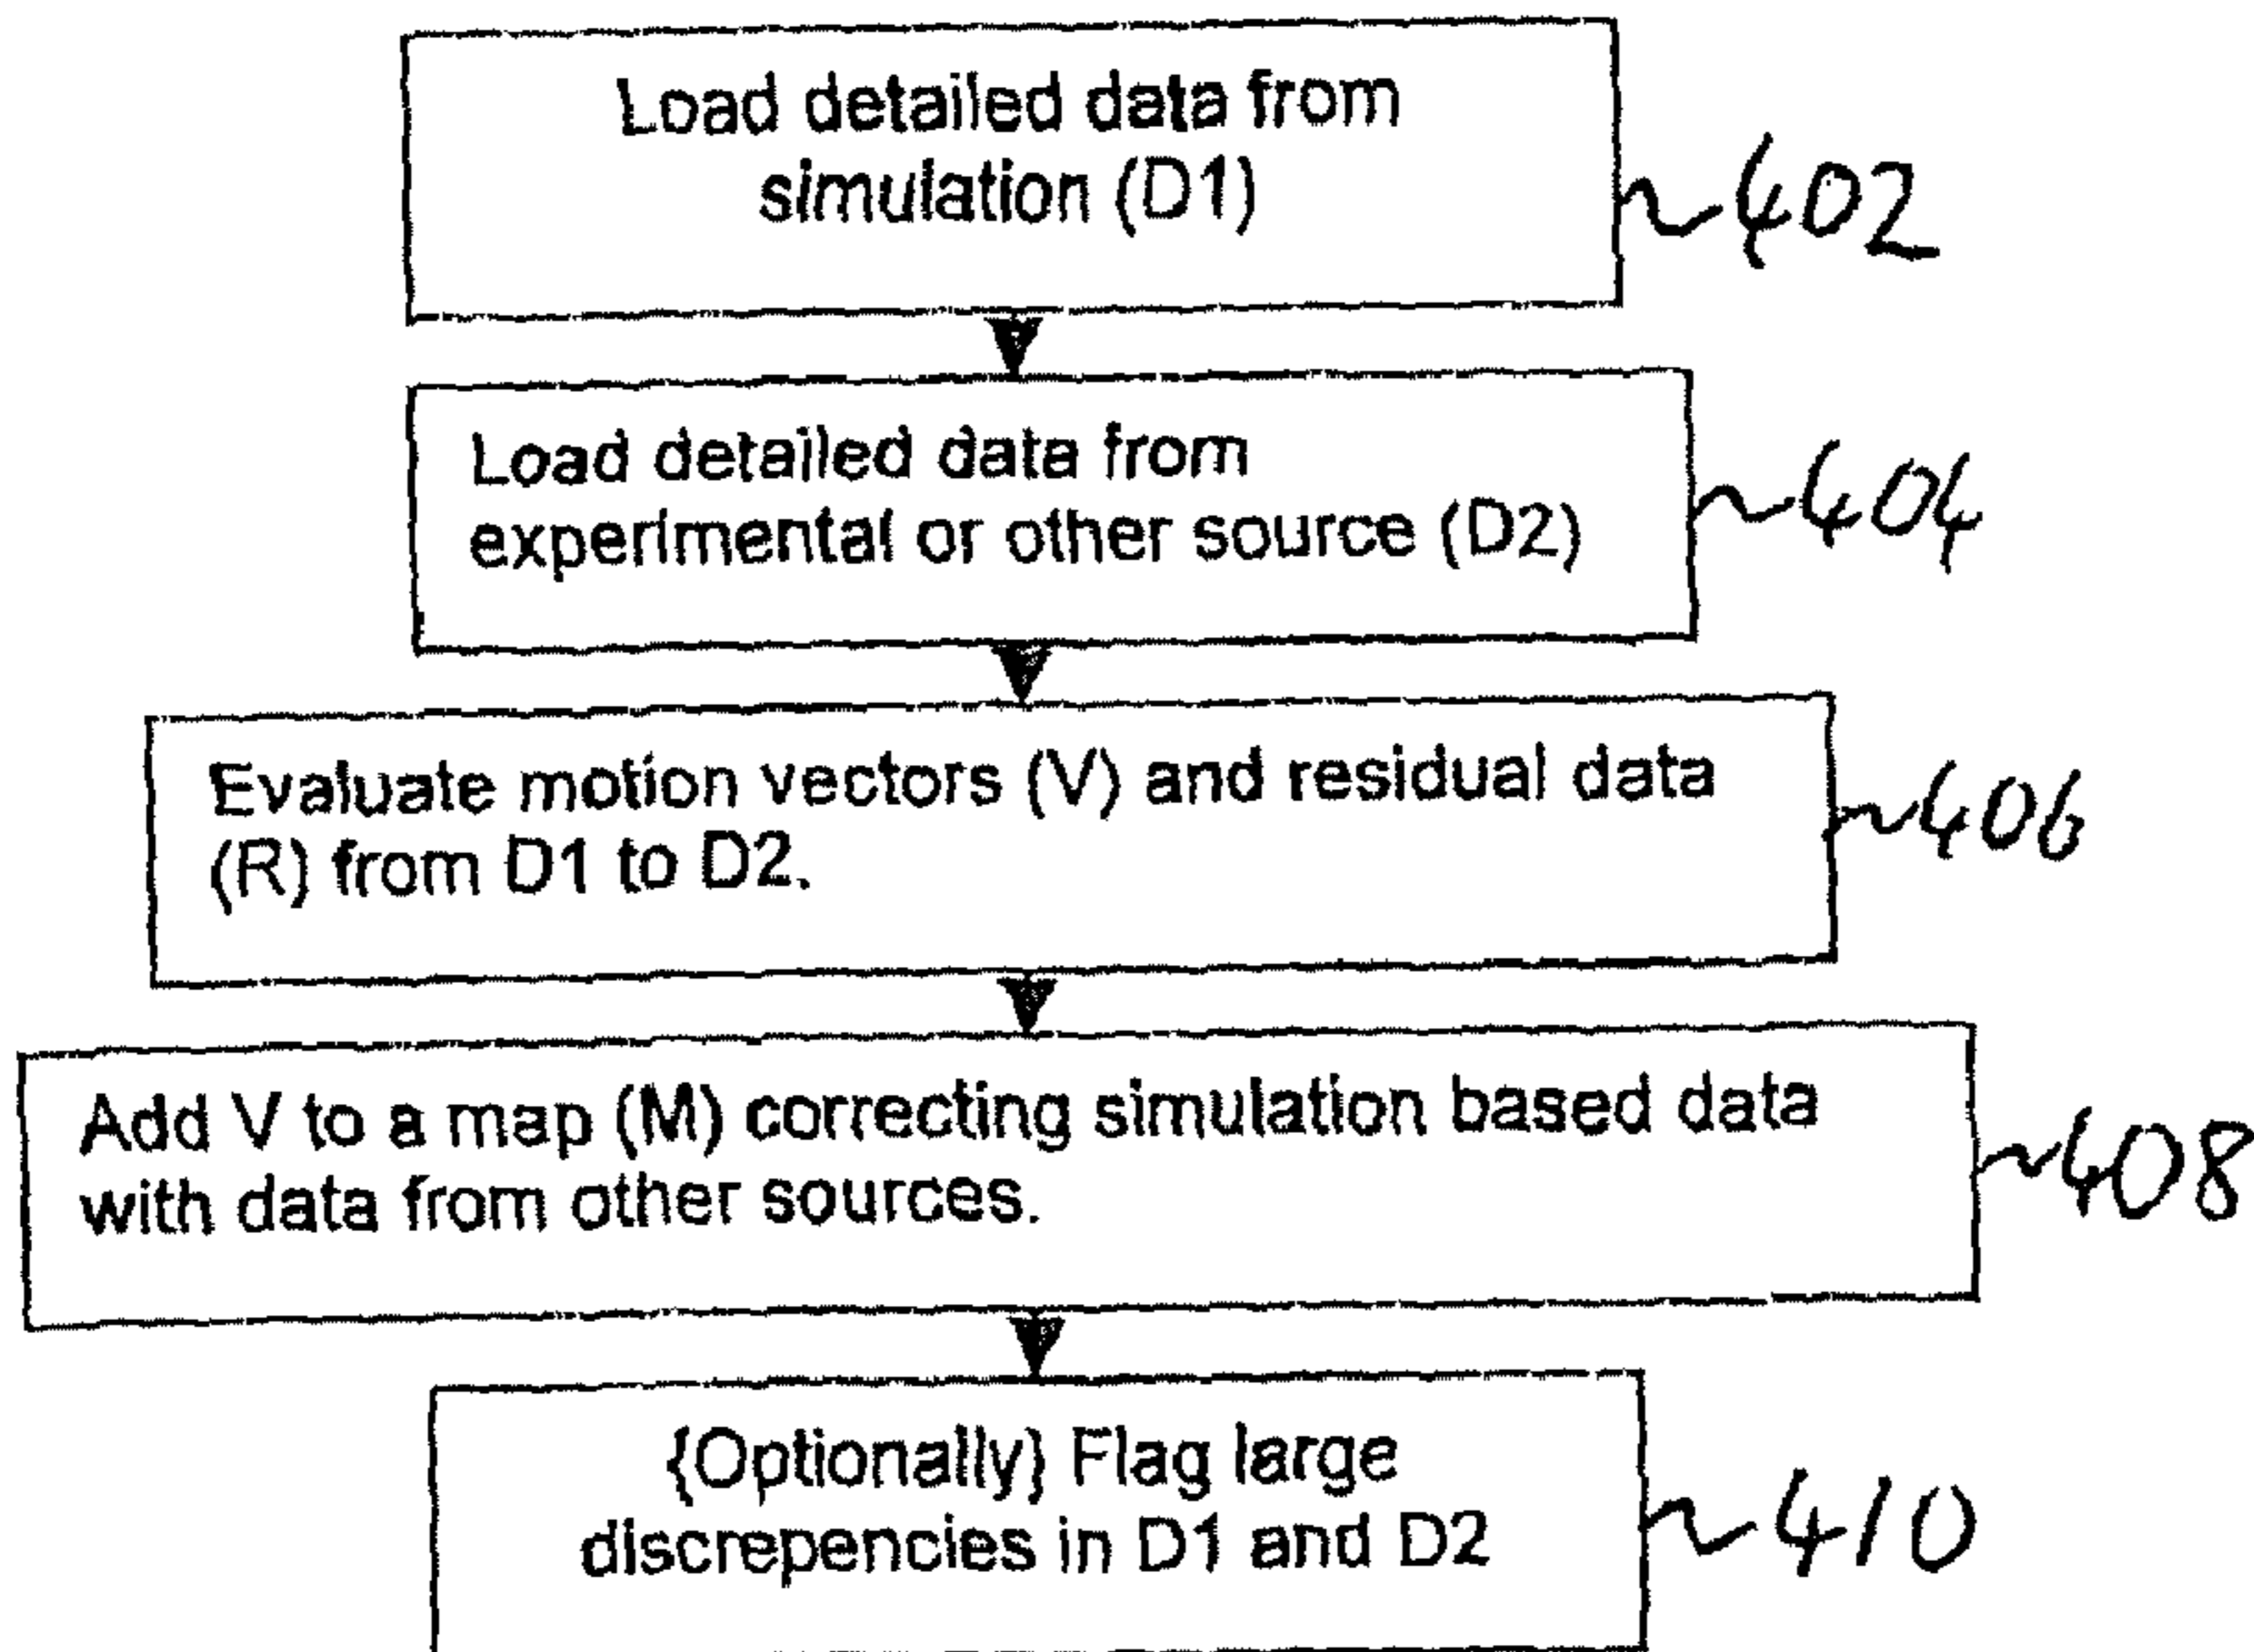 Load detailed data from
simulation (D1)
~402
Load detailed data from
experimental or other source (D2)
~404
Evaluate motion vectors (V) and residual data
(R) from D1 to D2.
~406
Add V to a map (M) correcting simulation based data
with data from other sources.
~408
{Optionally} Flag large
discrepencies in D1 and D2
~410